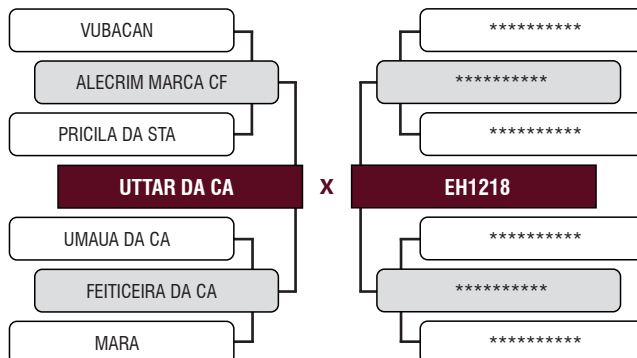 VUBACAN
**********
ALECRIM MARCA CF
**********
PRICILA DA STA
**********
UTTAR DA CA X EH1218
UMAUA DA CA
**********
FEITICEIRA DA CA
**********
MARA
**********